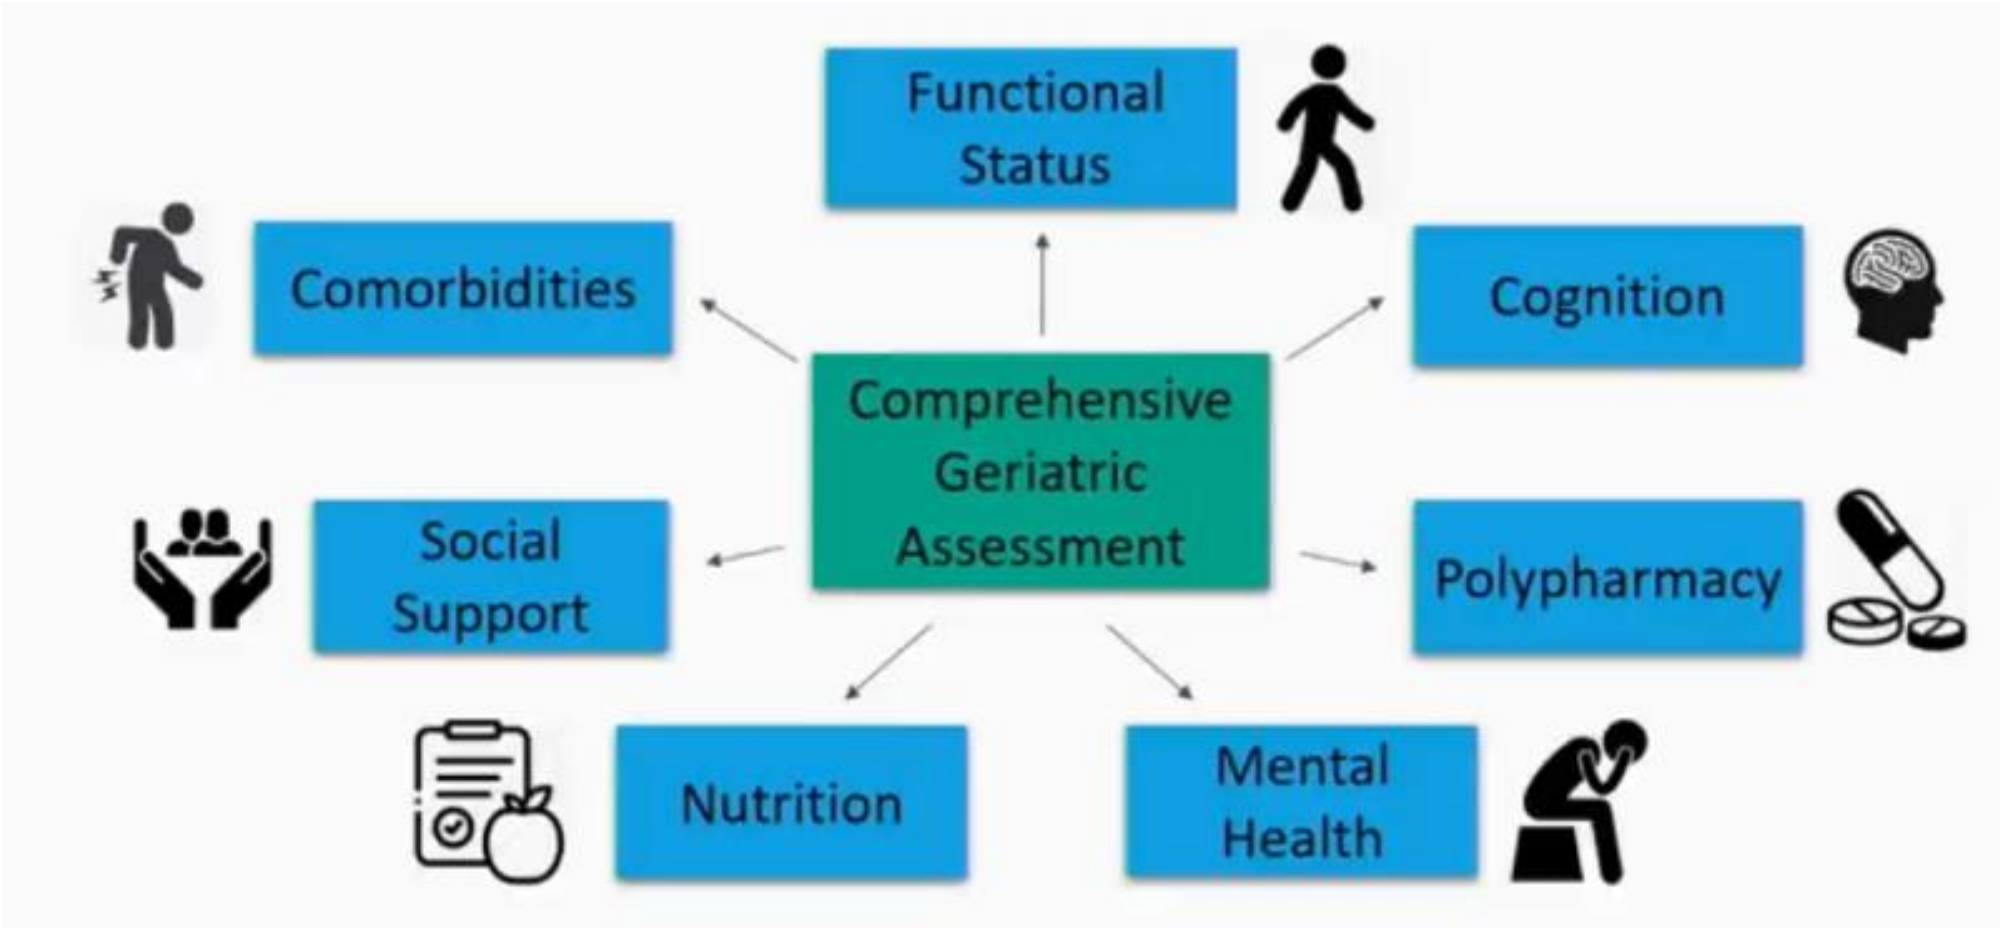 Functional
Status
Comorbidities
Cognition
Comprehensive
Geriatric
Assessment
Social
Support
Polypharmacy
Nutrition
Mental
Health